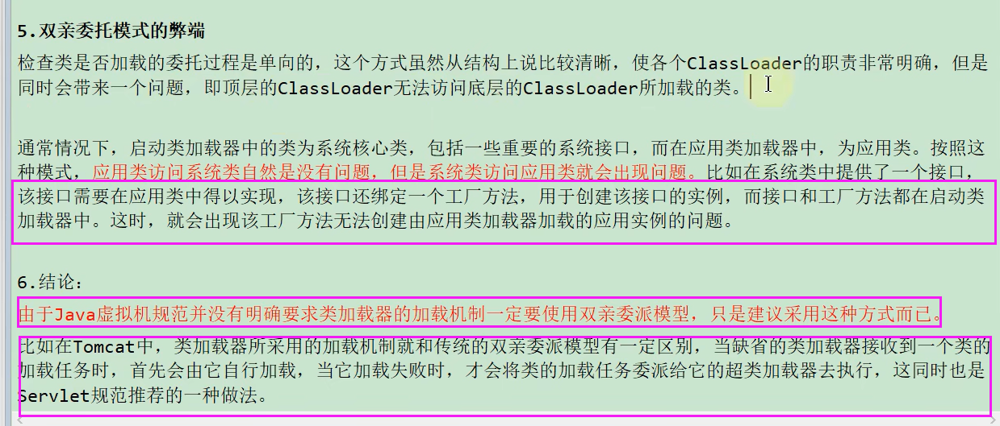 5.双亲委托模式的弊端
检查类是否加载的委托过程是单向的，这个方式虽然从结构上说比较清晰，使各个ClassLoader的职责非常明确，但是
同时会带来一个问题，即顶层的ClassLoader无法访问底层的ClassLoader所加载的类。
通常情况下，启动类加载器中的类为系统核心类，包括一些重要的系统接口，而在应用类加载器中，为应用类。按照这
种模式，应用类访问系统类自然是没有问题，但是系统类访问应用类就会出现问题。比如在系统类中提供了一个接口，
该接口需要在应用类中得以实现，该接口还绑定一个工厂方法，用于创建该接口的实例，而接口和工厂方法都在启动类
加载器中。这时，就会出现该工厂方法无法创建由应用类加载器加载的应用实例的问题。
6.结论：
由于Java虚拟机规范并没有明确要求类加载器的加载机制一定要使用双亲委派模型，只是建议采用这种方式而已。
比如在Tomcat中，类加载器所采用的加载机制就和传统的双亲委派模型有一定区别，当缺省的类加载器接收到一个类的
加载任务时，首先会由它自行加载，当它加载失败时，才会将类的加载任务委派给它的超类加载器去执行，这同时也是
Servlet规范推荐的一种做法。